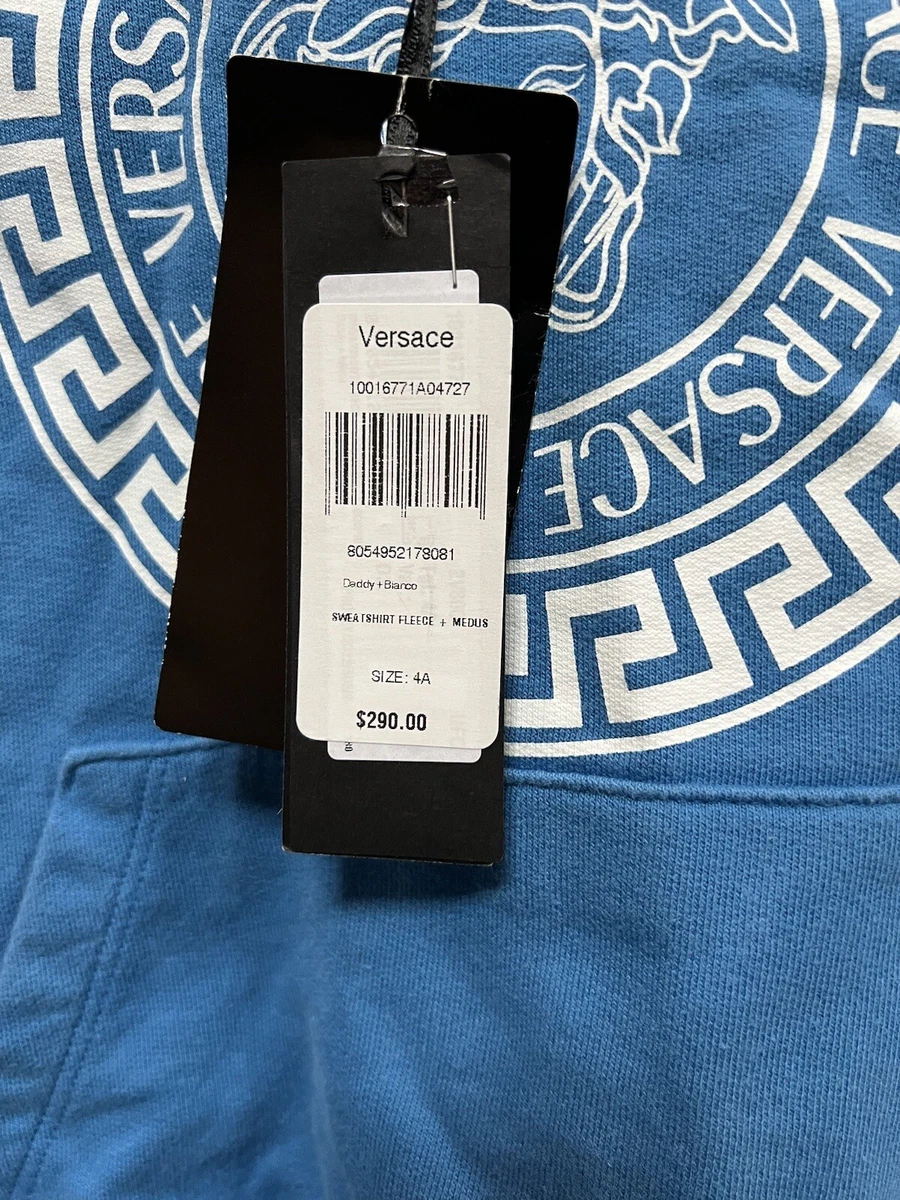 VERSACE
VERSACE
VERSACE
Versace
10016771A04727
8054952178081
Daddy+Bianco
SWEATSHIRT FLEECE + MEDUS
SIZE: 4A
$290.00